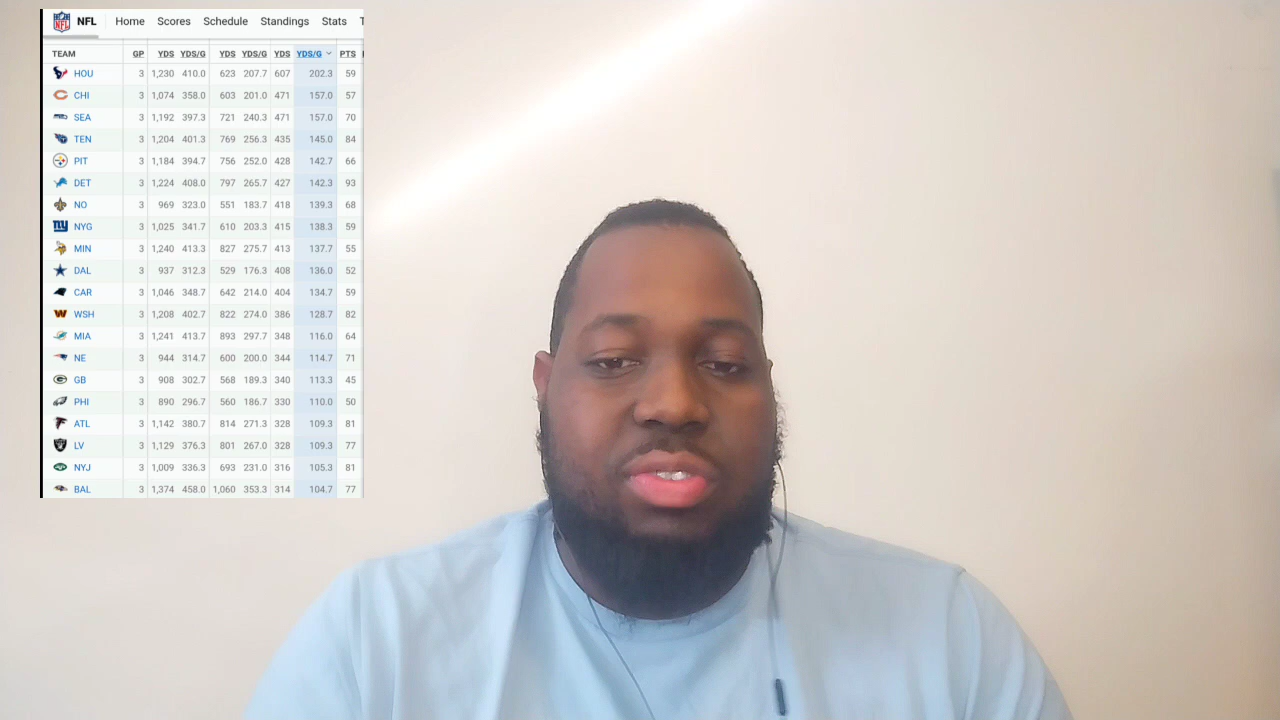 NFL NFL Home Scores Schedule Standings Stats
TEAM GP YDS YDS/G YDS YDS/G YDS YDS/G PTS
HOU 3 1,230 410.0 623 207.7 607 202.3 59
CHI 3 1,074 358.0 603 201.0 471 157.0 57
SEA 3 1,192 397.3 721 240.3 471 157.0 70
TEN 3 1,204 401.3 769 256.3 435 145.0 84
PIT 3 1,184 394.7 756 252.0 428 142.7 66
DET 3 1,224 408.0 797 265.7 427 142.3 93
NO 3 969 323.0 551 183.7 418 139.3 68
NYG 3 1,025 341.7 610 203.3 415 138.3 59
MIN 3 1,240 413.3 827 275.7 413 137.7 55
DAL 3 937 312.3 529 176.3 408 136.0 52
CAR 3 1,046 348.7 642 214.0 404 134.7 59
WSH 3 1,208 402.7 822 274.0 386 128.7 82
MIA 3 1,241 413.7 893 297.7 348 116.0 64
NE 3 944 314.7 600 200.0 344 114.7 71
GB 3 908 302.7 568 189.3 340 113.3 45
PHI 3 890 296.7 560 186.7 330 110.0 50
ATL 3 1,142 380.7 814 271.3 328 109.3 81
LV 3 1,129 376.3 801 267.0 328 109.3 77
NYJ 3 1,009 336.3 693 231.0 316 105.3 81
BAL 3 1,374 458.0 1,060 353.3 314 104.7 77